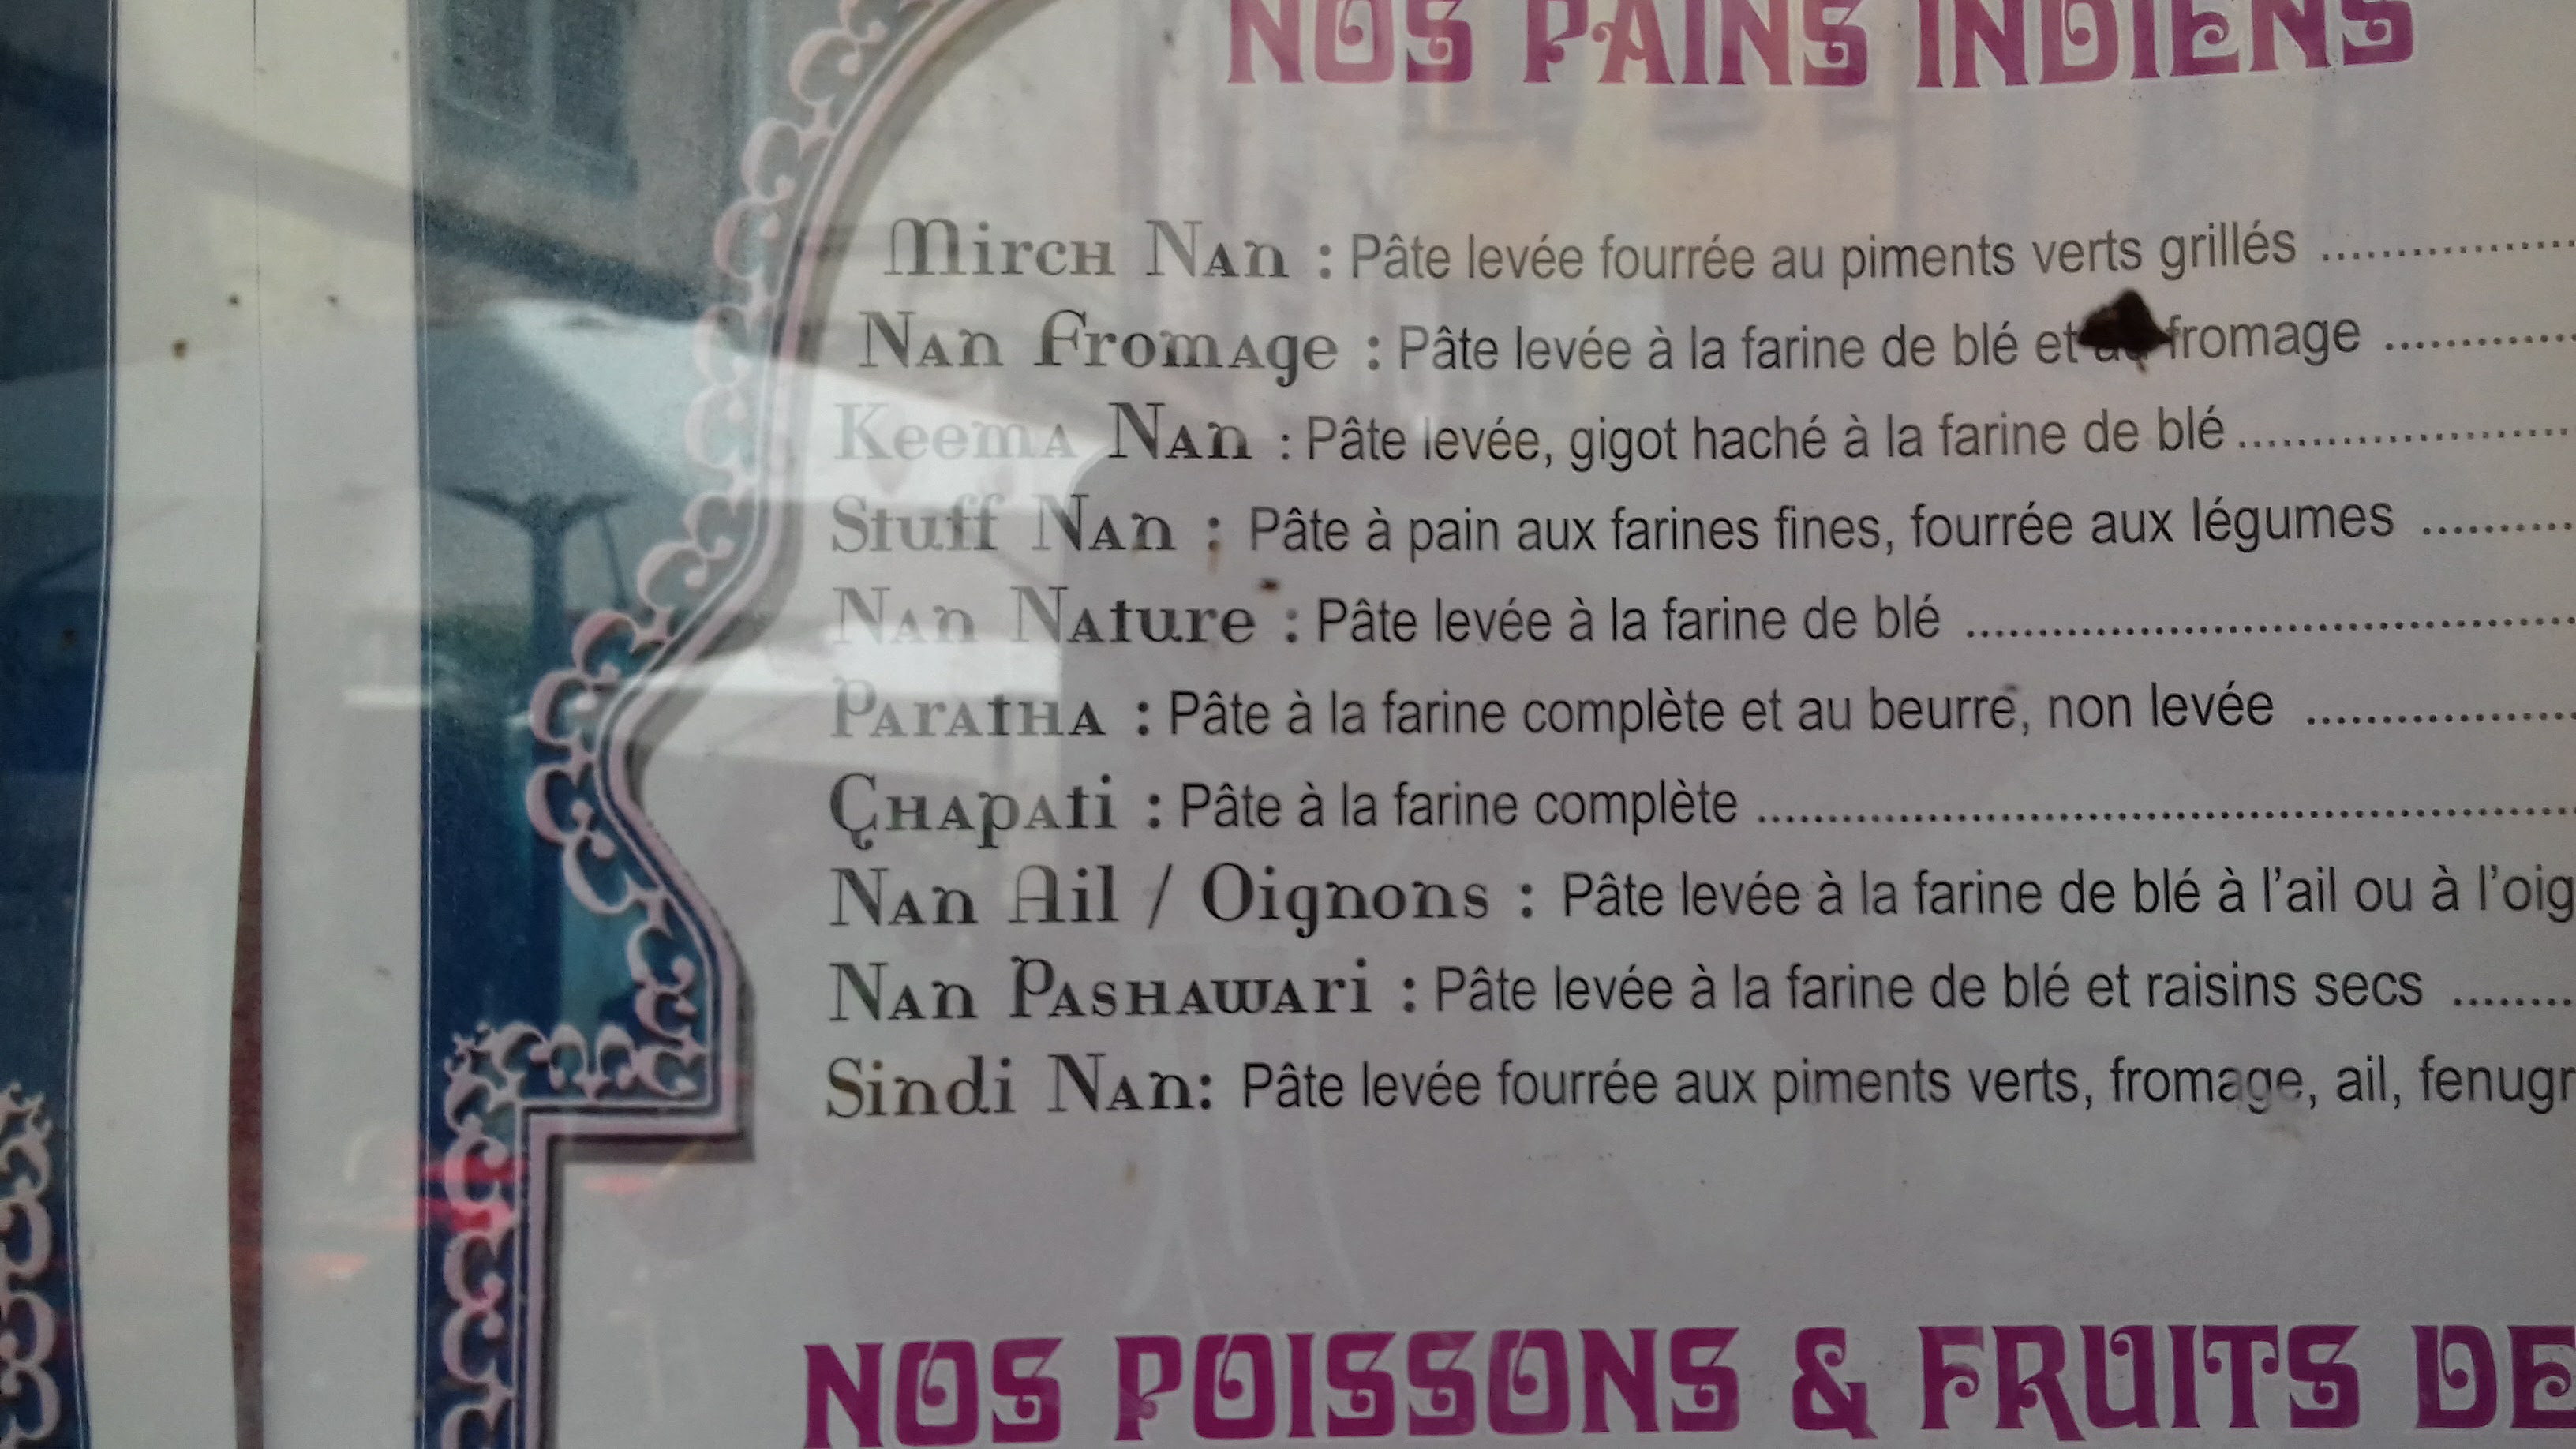 NOS PAINS INDIENS
Mirch Nan : Pâte levée fourrée au piments verts grillés ................
Nan Fromage : Pâte levée à la farine de blé et au fromage .............
Keema Nan : Pâte levée, gigot haché à la farine de blé......................
Stuff Nan : Pâte à pain aux farines fines, fourrée aux légumes ..........
Nan Nature : Pâte levée à la farine de blé ..........................................
Paratha : Pâte à la farine complète et au beurre, non levée ..................
Çhapati : Pâte à la farine complète .......................................................
Nan Ail / Oignons : Pâte levée à la farine de blé à l'ail ou à l'oig
Nan Pashawari : Pâte levée à la farine de blé et raisins secs ........
Sindi Nan: Pâte levée fourrée aux piments verts, fromage, ail, fenugr
NOS POISSONS & FRUITS DE